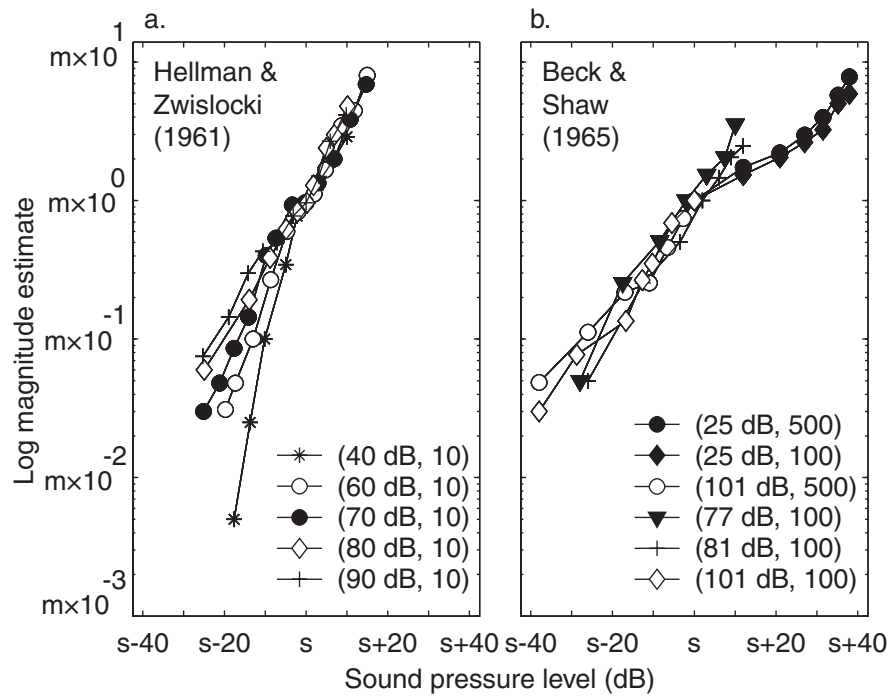 a.
Hellman &
Zwislocki
(1961)
Log magnitude estimate
m×10 1
m×10 0
m×10 -1
m×10 -2
m×10 -3
(40 dB, 10)
(60 dB, 10)
(70 dB, 10)
(80 dB, 10)
(90 dB, 10)
s-40 s-20 s s+20 s+40
b.
Beck &
Shaw
(1965)
(25 dB, 500)
(25 dB, 100)
(101 dB, 500)
(77 dB, 100)
(81 dB, 100)
(101 dB, 100)
s-40 s-20 s s+20 s+40
Sound pressure level (dB)